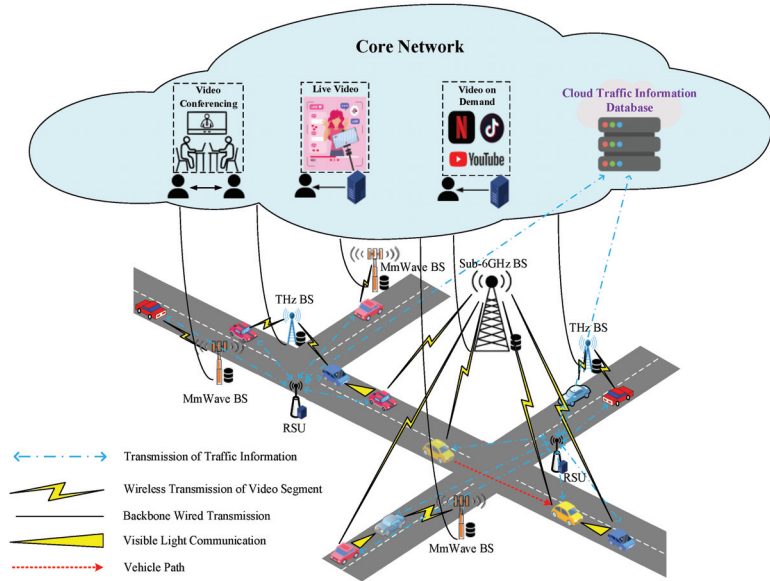 Core Network
Video
Conferencing
Live Video
Video on
Demand
N
YouTube
Cloud Traffic Information
Database
MmWave BS
Sub-6GHz BS
THz BS
THz BS
MmWave BS
RSU
RSU
MmWave BS
Transmission of Traffic Information
Wireless Transmission of Video Segment
Backbone Wired Transmission
Visible Light Communication
Vehicle Path